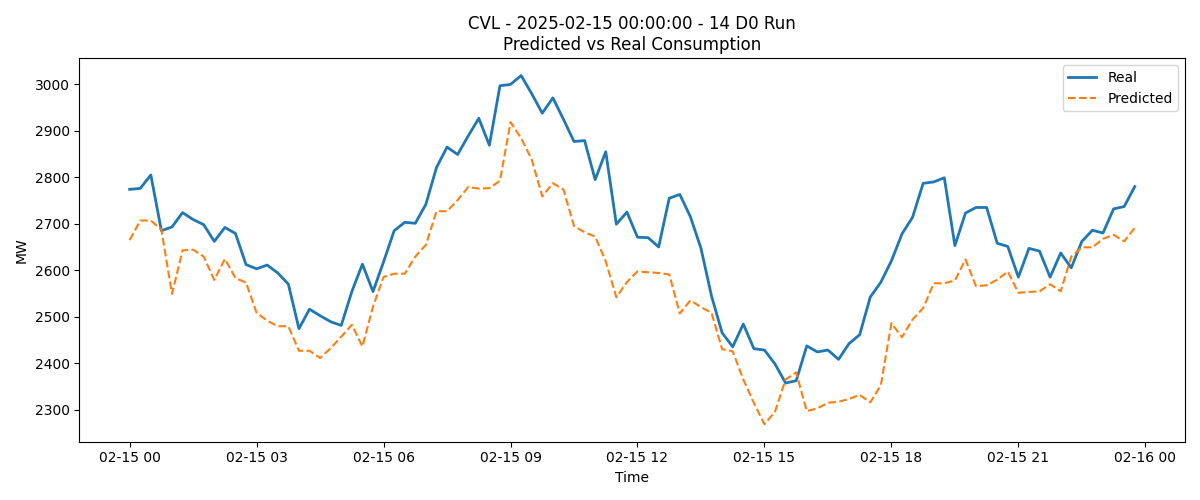 CVL - 2025-02-15 00:00:00 - 14 D0 Run
Predicted vs Real Consumption
Real
Predicted
MW
3000
2900
2800
2700
2600
2500
2400
2300
02-15 00
02-15 03
02-15 06
02-15 09
02-15 12
02-15 15
02-15 18
02-15 21
02-16 00
Time